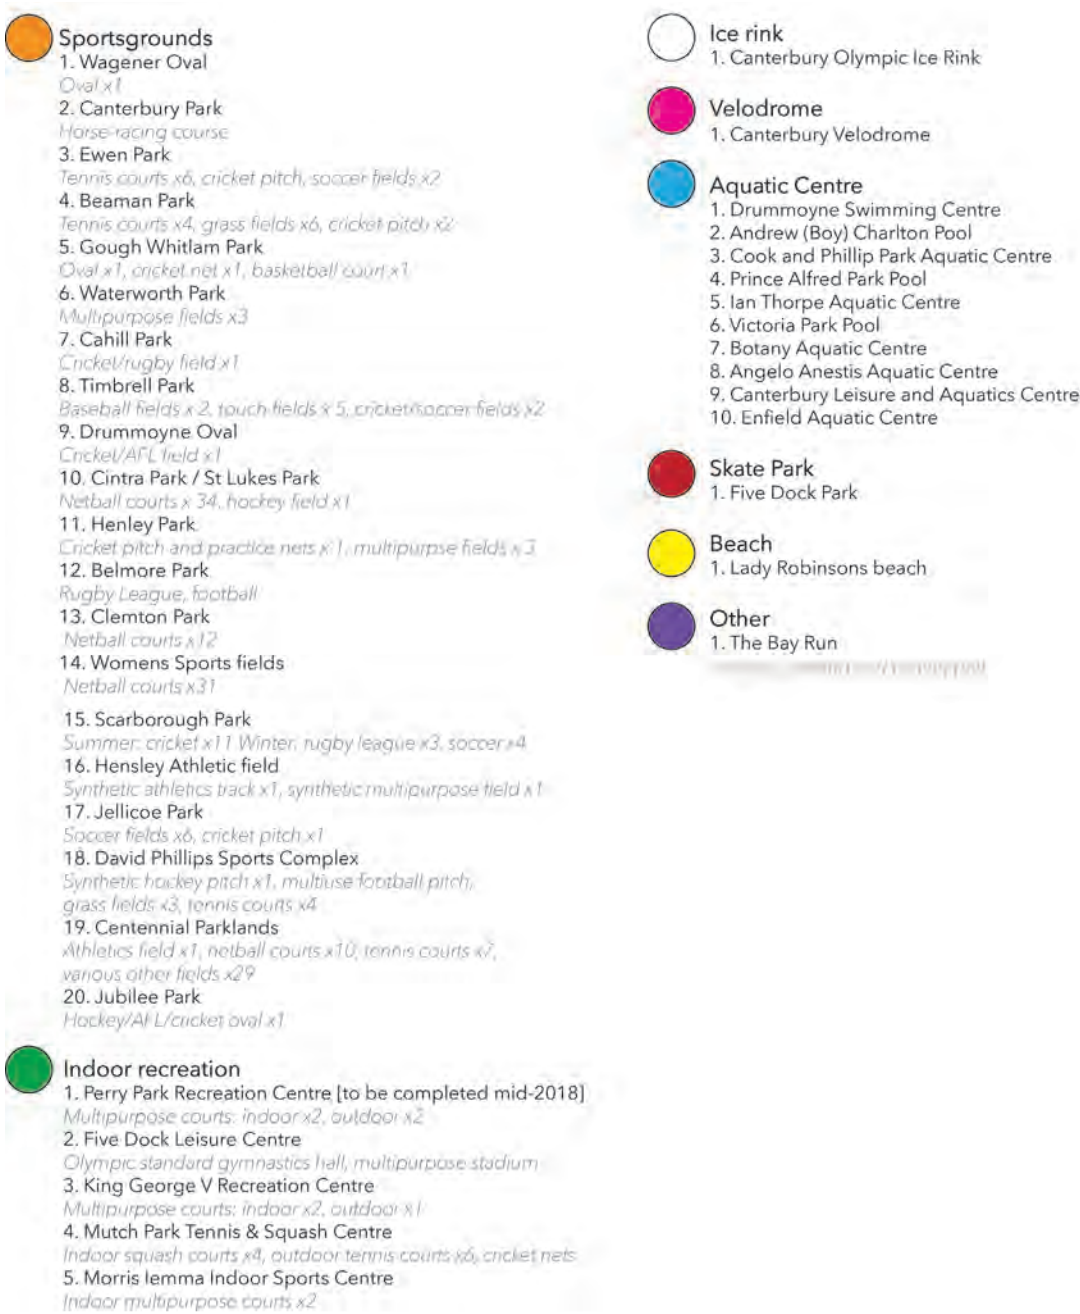 Sportsgrounds
1. Wagener Oval
Oval x1
2. Canterbury Park
Horse-racing course
3. Ewen Park
Tennis courts x6, cricket pitch, soccer fields x2
4. Beaman Park
Tennis courts x4, grass fields x6, cricket pitch x2
5. Gough Whitlam Park
Oval x1, cricket net x1, basketball court x1
6. Waterworth Park
Multipurpose fields x3
7. Cahill Park
Cricket/rugby field x1
8. Timbrell Park
Baseball fields x 2, touch fields x 5, cricket/soccer fields x2
9. Drummoyne Oval
Cricket/AFL field x1
10. Cintra Park / St Lukes Park
Netball courts x 34, hockey field x1
11. Henley Park
Cricket pitch and practice nets x 1, multipurpse fields x 3
12. Belmore Park
Rugby League, football
13. Clemton Park
Netball courts x12
14. Womens Sports fields
Netball courts x31
15. Scarborough Park
Summer: cricket x11 Winter: rugby league x3, soccer x4
16. Hensley Athletic field
Synthetic athletics track x1, synthetic multipurpose field x1
17. Jellicoe Park
Soccer fields x6, cricket pitch x1
18. David Phillips Sports Complex
Synthetic hockey pitch x1, multiuse football pitch,
grass fields x3, tennis courts x4
19. Centennial Parklands
Athletics field x1, netball courts x10, tennis courts x7,
various other fields x29
20. Jubilee Park
Hockey/AFL/cricket oval x1
Indoor recreation
1. Perry Park Recreation Centre [to be completed mid-2018]
Multipurpose courts: indoor x2, outdoor x2
2. Five Dock Leisure Centre
Olympic standard gymnastics hall, multipurpose stadium
3. King George V Recreation Centre
Multipurpose courts: indoor x2, outdoor x1
4. Mutch Park Tennis & Squash Centre
Indoor squash courts x4, outdoor tennis courts x6, cricket nets
5. Morris Iemma Indoor Sports Centre
Indoor multipurpose courts x2
Ice rink
1. Canterbury Olympic Ice Rink
Velodrome
1. Canterbury Velodrome
Aquatic Centre
1. Drummoyne Swimming Centre
2. Andrew (Boy) Charlton Pool
3. Cook and Phillip Park Aquatic Centre
4. Prince Alfred Park Pool
5. Ian Thorpe Aquatic Centre
6. Victoria Park Pool
7. Botany Aquatic Centre
8. Angelo Anestis Aquatic Centre
9. Canterbury Leisure and Aquatics Centre
10. Enfield Aquatic Centre
Skate Park
1. Five Dock Park
Beach
1. Lady Robinsons beach
Other
1. The Bay Run